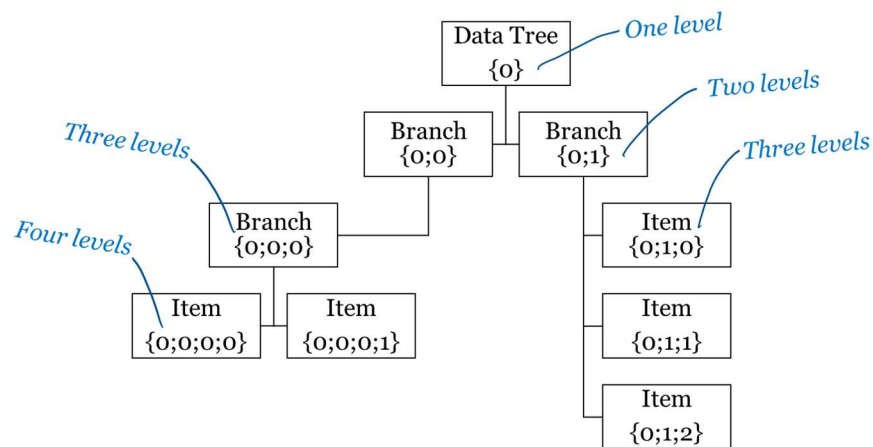 Data Tree
{0}
One level
Branch
{0;0}
Branch
{0;1}
Two levels
Three levels
Branch
{0;0;0}
Item
{0;1;0}
Three levels
Four levels
Item
{0;0;0;0}
Item
{0;0;0;1}
Item
{0;1;1}
Item
{0;1;2}